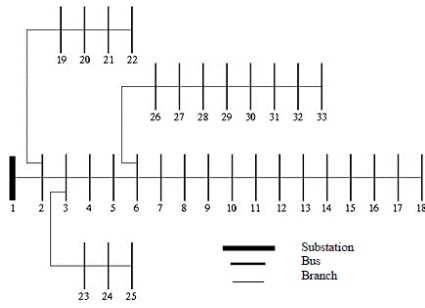 19 20 21 22
26 27 28 29 30 31 32 33
1 2 3 4 5 6 7 8 9 10 11 12 13 14 15 16 17 18
23 24 25
Substation
Bus
Branch